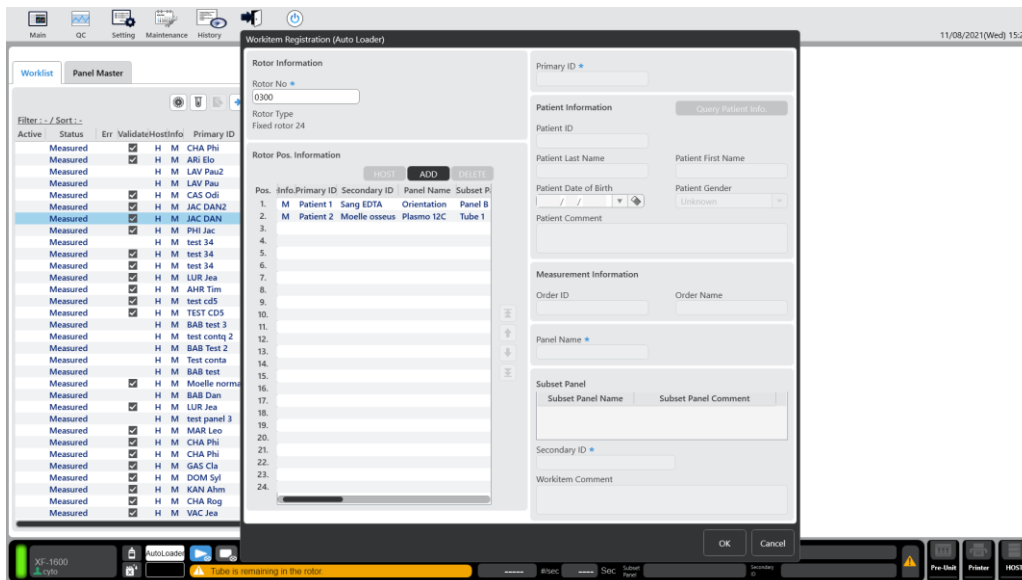 Main QC Setting Maintenance History
11/08/2021(Wed) 15:2
Worklist Panel Master
Filter : - / Sort : -
Active Status Err Validate Host Info Primary ID
Measured H M CHA Phi
Measured H M ARi Elo
Measured H M LAV Pau2
Measured H M LAV Pau
Measured H M CAS Odi
Measured H M JAC DAN2
Measured H M JAC DAN
Measured H M PHI Jac
Measured H M test 34
Measured H M test 34
Measured H M test 34
Measured H M LUR Jea
Measured H M AHR Tim
Measured H M test cd5
Measured H M TEST CD5
Measured H M BAB test 3
Measured H M test contq 2
Measured H M BAB Test 2
Measured H M Test conta
Measured H M BAB test
Measured H M Moelle norma
Measured H M BAB Dan
Measured H M LUR Jea
Measured H M test panel 3
Measured H M MAR Leo
Measured H M CHA Phi
Measured H M CHA Phi
Measured H M GAS Cla
Measured H M DOM Syl
Measured H M KAN Ahm
Measured H M CHA Rog
Measured H M VAC Jea
Workitem Registration (Auto Loader)
Rotor Information
Rotor No *
0300
Rotor Type
Fixed rotor 24
Rotor Pos. Information
HOST ADD DELETE
Pos. Info. Primary ID Secondary ID Panel Name Subset P
1. M Patient 1 Sang EDTA Orientation Panel B
2. M Patient 2 Moelle osseus Plasmo 12C Tube 1
3.
4.
5.
6.
7.
8.
9.
10.
11.
12.
13.
14.
15.
16.
17.
18.
19.
20.
21.
22.
23.
24.
Primary ID *
Patient Information Query Patient Info.
Patient ID
Patient Last Name Patient First Name
Patient Date of Birth Patient Gender
/ / Unknown
Patient Comment
Measurement Information
Order ID Order Name
Panel Name *
Subset Panel
Subset Panel Name Subset Panel Comment
Secondary ID *
Workitem Comment
OK Cancel
XF-1600
cyto
AutoLoader
Tube is remaining in the rotor.
----- #/sec ---- Sec Subset Panel Secondary ID
Pre-Unit Printer HOST